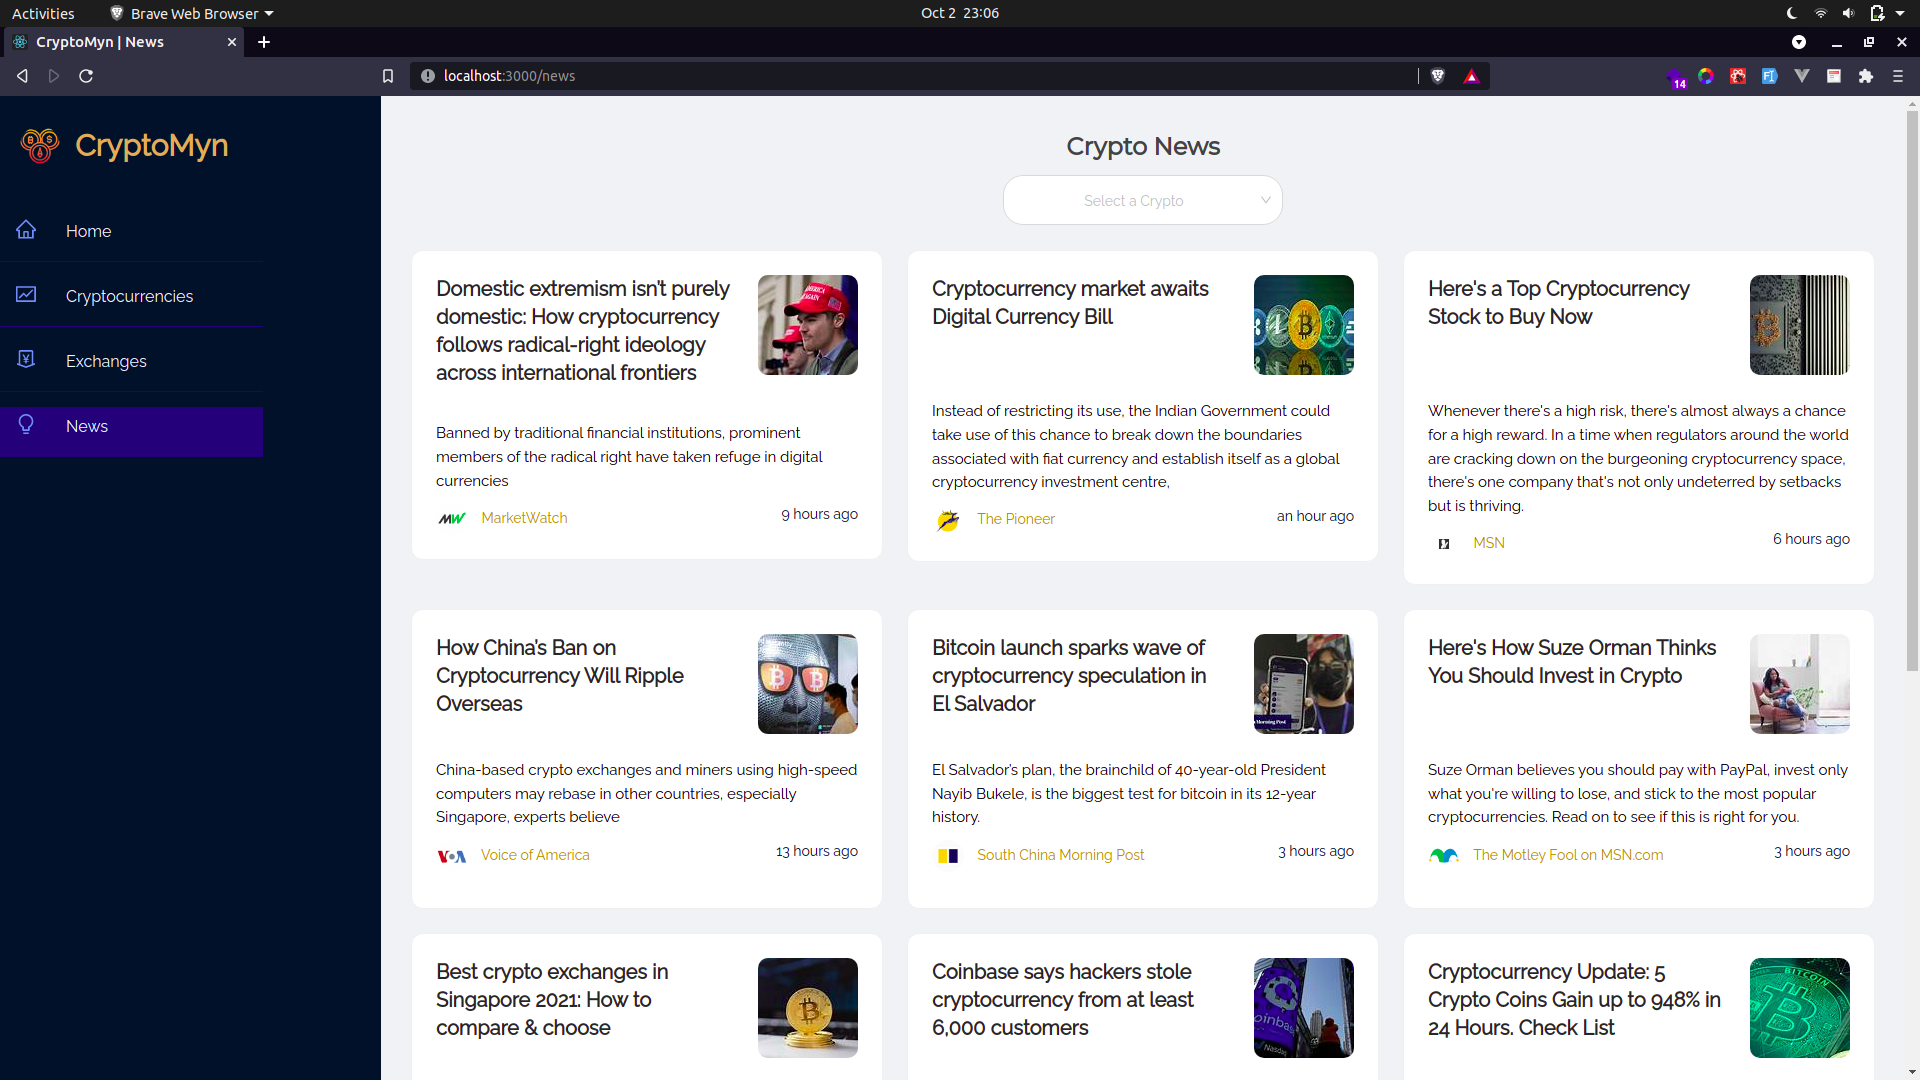 Activities
Brave Web Browser
Oct 2 23:06
CryptoMyn | News
localhost:3000/news
14
CryptoMyn
Home
Cryptocurrencies
Exchanges
News
Crypto News
Select a Crypto
Domestic extremism isn’t purely
domestic: How cryptocurrency
follows radical-right ideology
across international frontiers
Banned by traditional financial institutions, prominent
members of the radical right have taken refuge in digital
currencies
MarketWatch
9 hours ago
Cryptocurrency market awaits
Digital Currency Bill
Instead of restricting its use, the Indian Government could
take use of this chance to break down the boundaries
associated with fiat currency and establish itself as a global
cryptocurrency investment centre,
The Pioneer
an hour ago
Here's a Top Cryptocurrency
Stock to Buy Now
Whenever there's a high risk, there's almost always a chance
for a high reward. In a time when regulators around the world
are cracking down on the burgeoning cryptocurrency space,
there's one company that's not only undeterred by setbacks
but is thriving.
MSN
6 hours ago
How China's Ban on
Cryptocurrency Will Ripple
Overseas
China-based crypto exchanges and miners using high-speed
computers may rebase in other countries, especially
Singapore, experts believe
VOA
Voice of America
13 hours ago
Bitcoin launch sparks wave of
cryptocurrency speculation in
El Salvador
El Salvador’s plan, the brainchild of 40-year-old President
Nayib Bukele, is the biggest test for bitcoin in its 12-year
history.
South China Morning Post
3 hours ago
Here's How Suze Orman Thinks
You Should Invest in Crypto
Suze Orman believes you should pay with PayPal, invest only
what you're willing to lose, and stick to the most popular
cryptocurrencies. Read on to see if this is right for you.
The Motley Fool on MSN.com
3 hours ago
Best crypto exchanges in
Singapore 2021: How to
compare & choose
Coinbase says hackers stole
cryptocurrency from at least
6,000 customers
Cryptocurrency Update: 5
Crypto Coins Gain up to 948% in
24 Hours. Check List